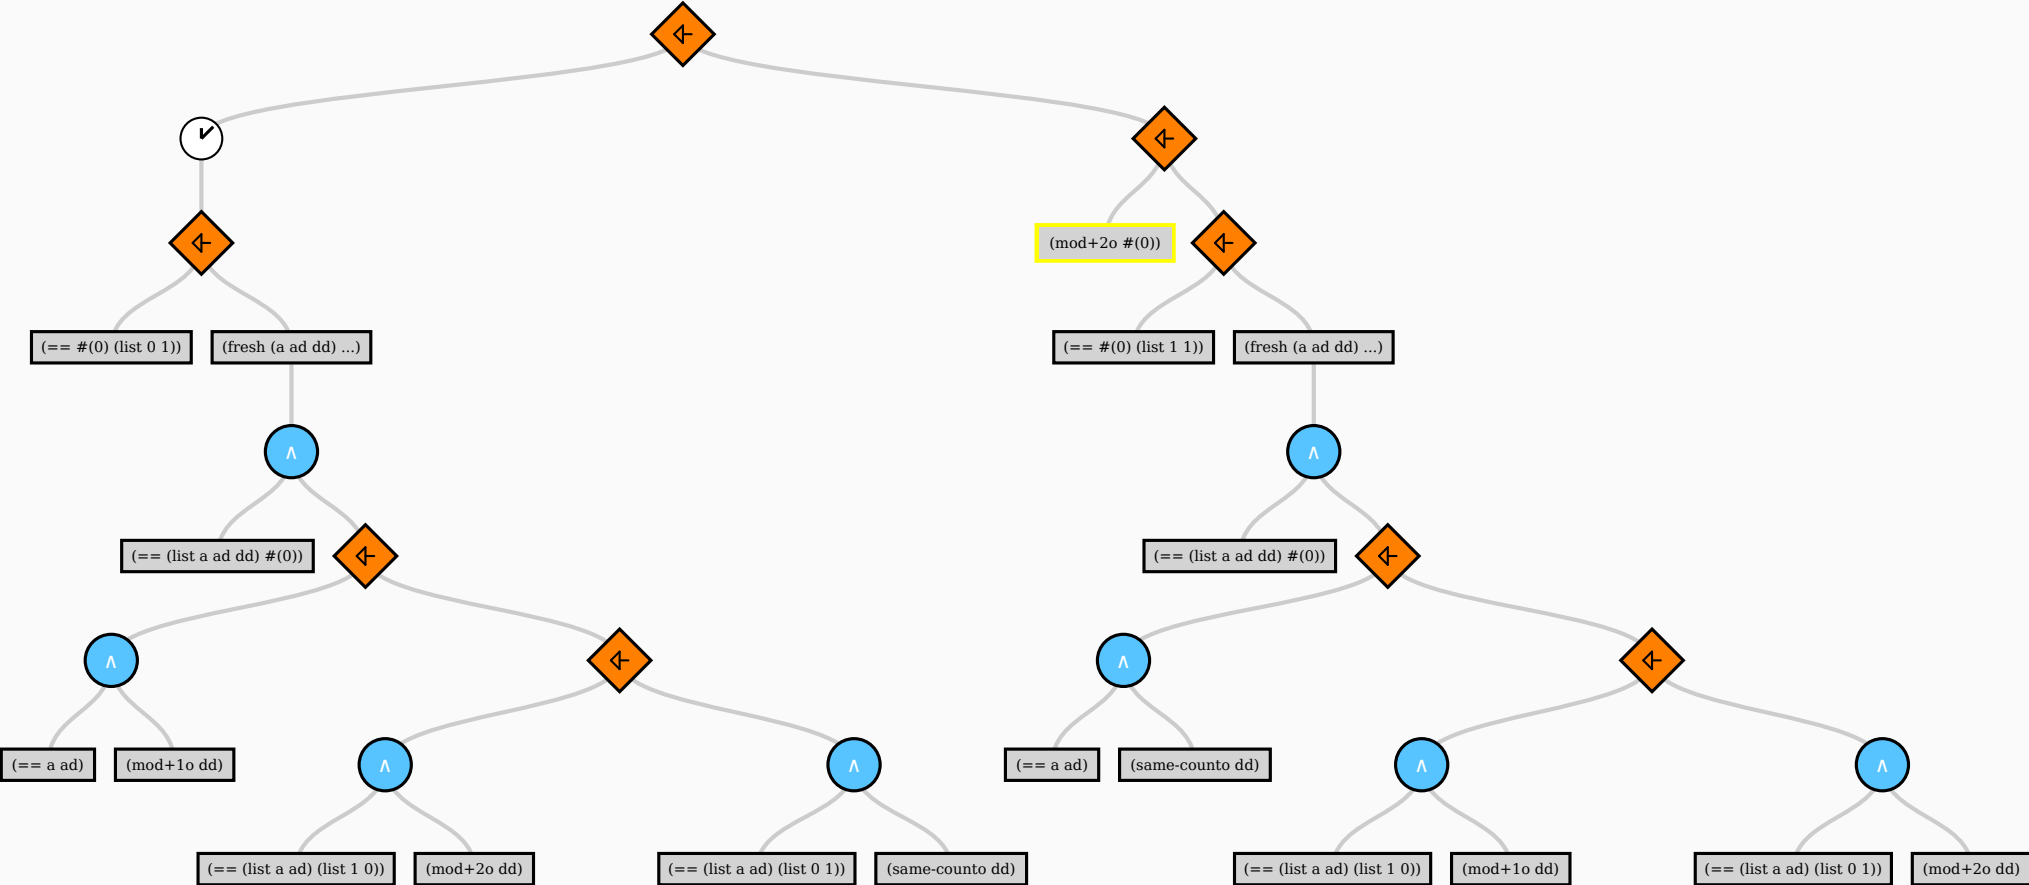 (mod+2o #(0))
(== #(0) (list 0 1))
(fresh (a ad dd) ...)
(== #(0) (list 1 1))
(fresh (a ad dd) ...)
∧
∧
(== (list a ad dd) #(0))
(== (list a ad dd) #(0))
∧
∧
(== a ad)
(mod+1o dd)
∧
∧
(== a ad)
(same-counto dd)
∧
∧
(== (list a ad) (list 1 0))
(mod+2o dd)
(== (list a ad) (list 0 1))
(same-counto dd)
(== (list a ad) (list 1 0))
(mod+1o dd)
(== (list a ad) (list 0 1))
(mod+2o dd)